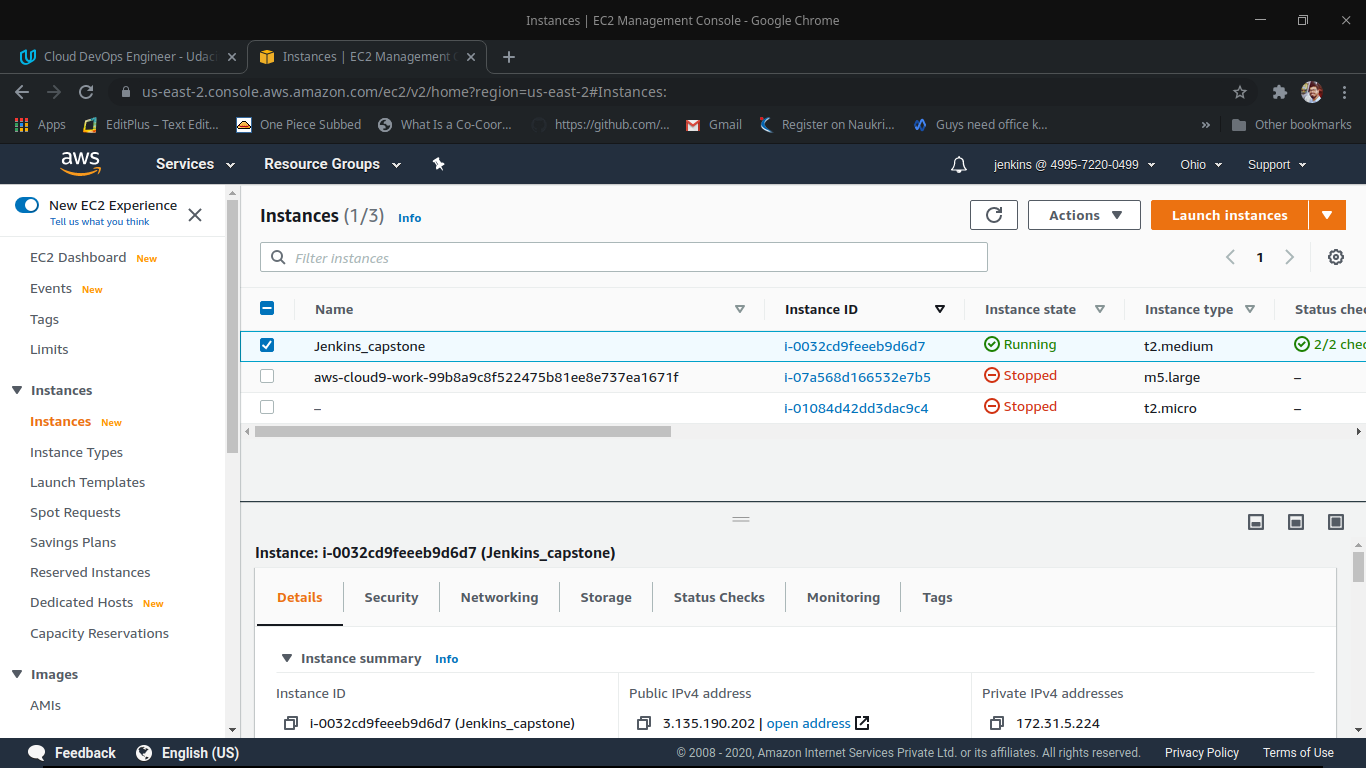 Instances | EC2 Management Console - Google Chrome
Cloud DevOps Engineer - Udac
Instances | EC2 Management C
us-east-2.console.aws.amazon.com/ec2/v2/home?region=us-east-2#Instances:
Apps EditPlus – Text Edit... One Piece Subbed What Is a Co-Coor... https://github.com/... Gmail Register on Naukri... Guys need office k... » Other bookmarks
aws Services Resource Groups jenkins @ 4995-7220-0499 Ohio Support
New EC2 Experience
Tell us what you think
EC2 Dashboard New
Events New
Tags
Limits
Instances
Instances New
Instance Types
Launch Templates
Spot Requests
Savings Plans
Reserved Instances
Dedicated Hosts New
Capacity Reservations
Images
AMIs
Instances (1/3) Info
Actions
Launch instances
Filter instances
1
Name Instance ID Instance state Instance type Status chec
Jenkins_capstone i-0032cd9feeeb9d6d7 Running t2.medium 2/2 chec
aws-cloud9-work-99b8a9c8f522475b81ee8e737ea1671f i-07a568d166532e7b5 Stopped m5.large –
– i-01084d42dd3dac9c4 Stopped t2.micro –
Instance: i-0032cd9feeeb9d6d7 (Jenkins_capstone)
Details Security Networking Storage Status Checks Monitoring Tags
Instance summary Info
Instance ID Public IPv4 address Private IPv4 addresses
i-0032cd9feeeb9d6d7 (Jenkins_capstone) 3.135.190.202 | open address 172.31.5.224
Feedback English (US) © 2008 - 2020, Amazon Internet Services Private Ltd. or its affiliates. All rights reserved. Privacy Policy Terms of Use